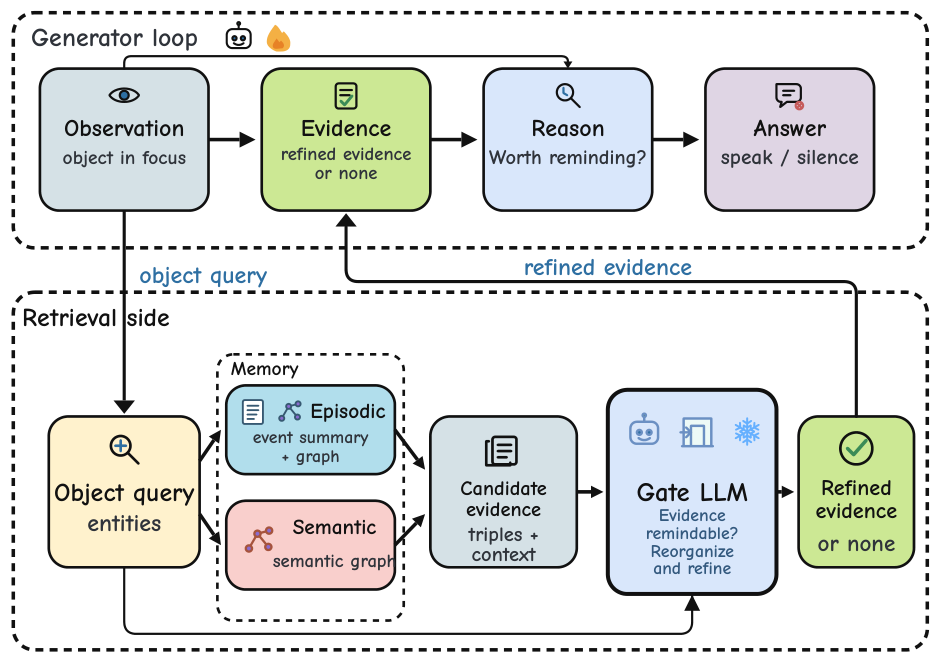 Generator loop
Observation
object in focus
Evidence
refined evidence
or none
Reason
Worth reminding?
Answer
speak / silence
object query
refined evidence
Retrieval side
Object query
entities
Memory
Episodic
event summary
+ graph
Semantic
semantic graph
Candidate
evidence
triples +
context
Gate LLM
Evidence
remindable?
Reorganize
and refine
Refined
evidence
or none